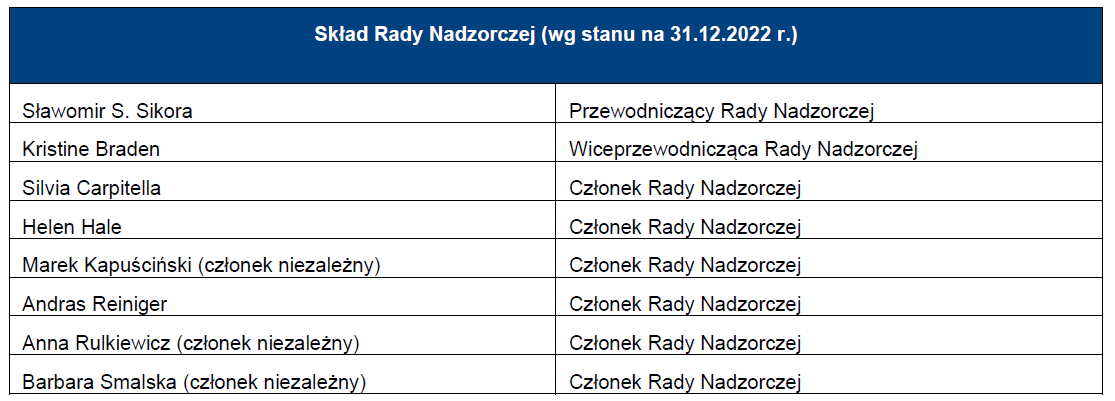 Skład Rady Nadzorczej (wg stanu na 31.12.2022 r.)
Sławomir S. Sikora Przewodniczący Rady Nadzorczej
Kristine Braden Wiceprzewodnicząca Rady Nadzorczej
Silvia Carpitella Członek Rady Nadzorczej
Helen Hale Członek Rady Nadzorczej
Marek Kapuściński (członek niezależny) Członek Rady Nadzorczej
Andras Reiniger Członek Rady Nadzorczej
Anna Rulkiewicz (członek niezależny) Członek Rady Nadzorczej
Barbara Smalska (członek niezależny) Członek Rady Nadzorczej